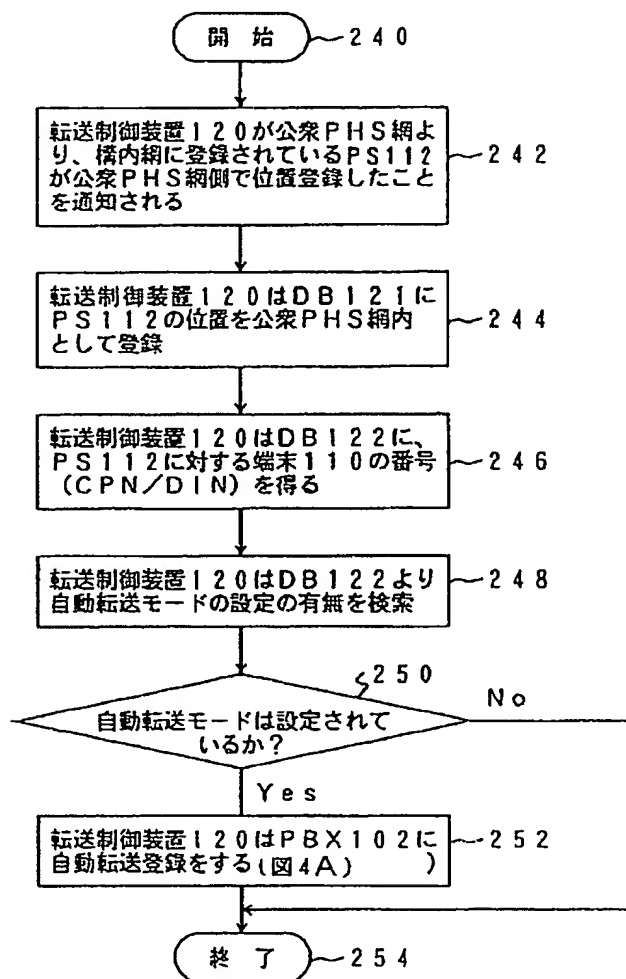 開 始
240
転送制御装置120が公衆PHS網よ
り、構内網に登録されているPS112
が公衆PHS網側で位置登録したこと
を通知される
242
転送制御装置120はDB121に
PS112の位置を公衆PHS網内
として登録
244
転送制御装置120はDB122に、
PS112に対する端末110の番号
(CPN/DIN)を得る
246
転送制御装置120はDB122より
自動転送モードの設定の有無を検索
248
250
自動転送モードは設定されて
いるか?
No
Yes
転送制御装置120はPBX102に
自動転送登録をする(図4A) )
252
終 了
254